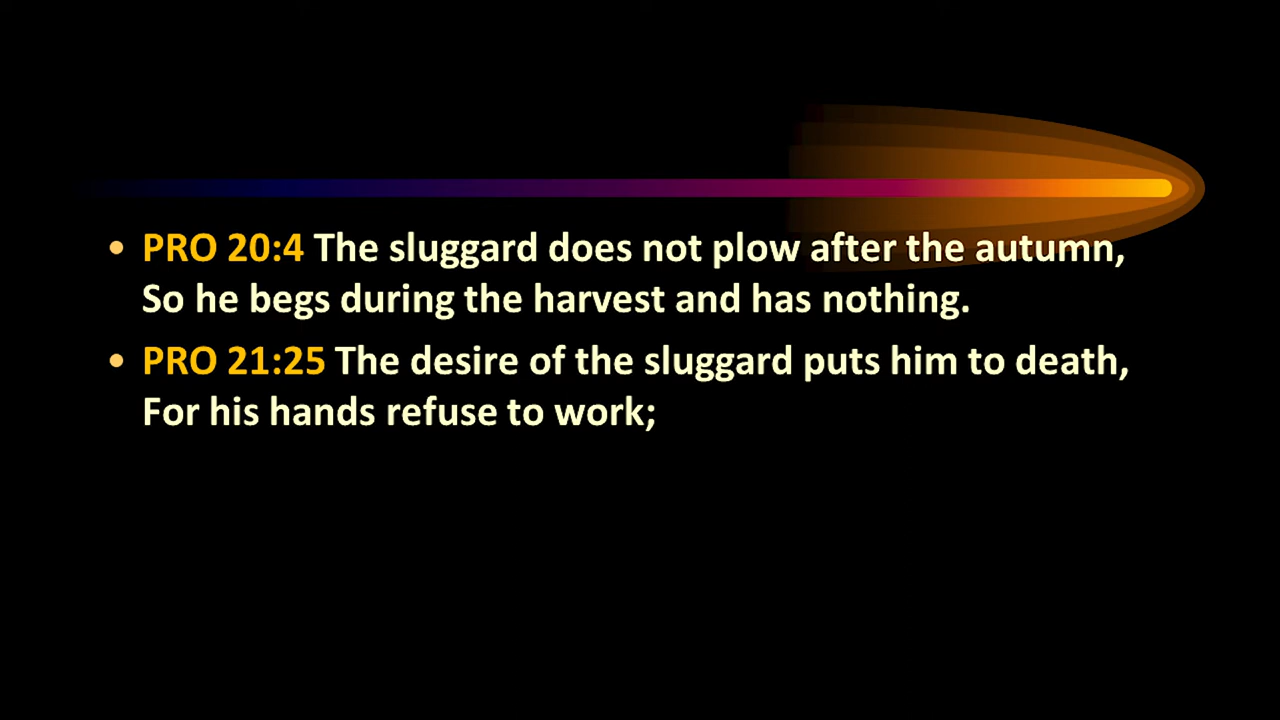 • PRO 20:4 The sluggard does not plow after the autumn,
So he begs during the harvest and has nothing.
• PRO 21:25 The desire of the sluggard puts him to death,
For his hands refuse to work;